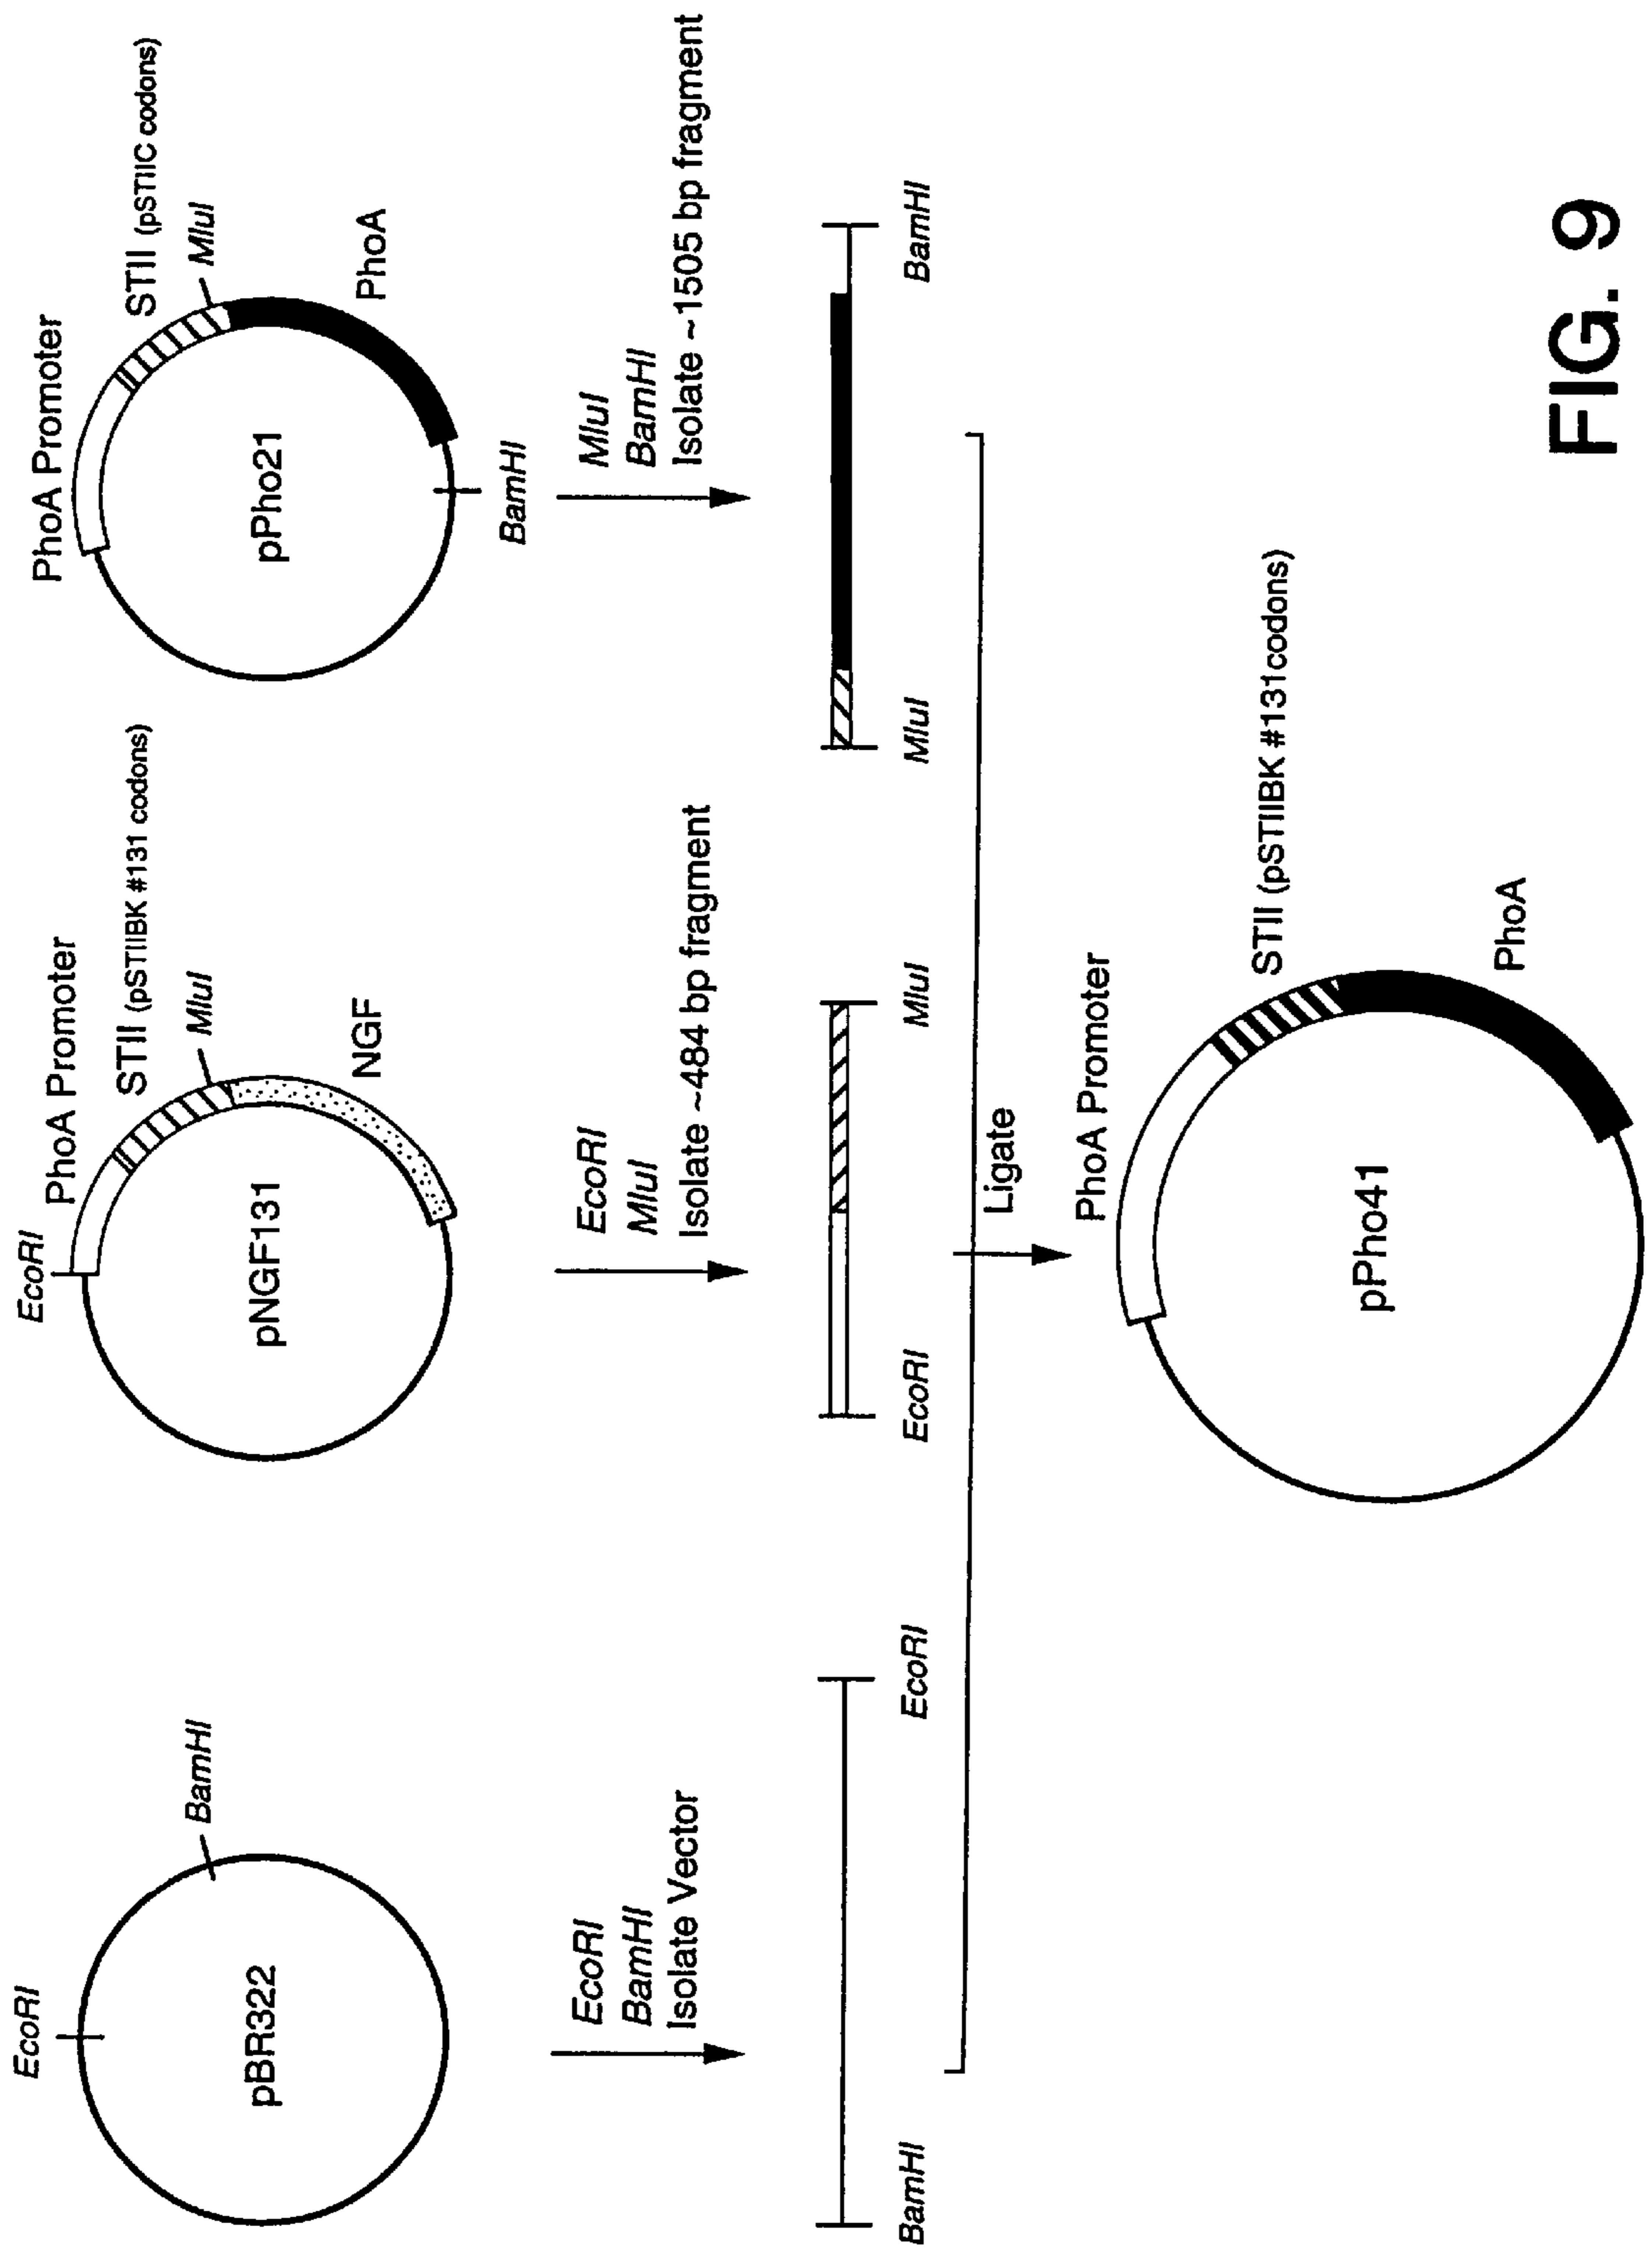 EcoRI
BamHI
pBR322
EcoRI
BamHI
Isolate Vector
BamHI
EcoRI
EcoRI
PhoA Promoter
STII (pSTIIBK #131 codons)
MluI
NGF
pNGF131
EcoRI
MluI
Isolate ~484 bp fragment
EcoRI
MluI
PhoA Promoter
STII (pSTIIC codons)
MluI
PhoA
pPho21
BamHI
MluI
BamHI
Isolate ~1505 bp fragment
MluI
BamHI
Ligate
PhoA Promoter
STII (pSTIIBK #131codons)
PhoA
pPho41
FIG. 9